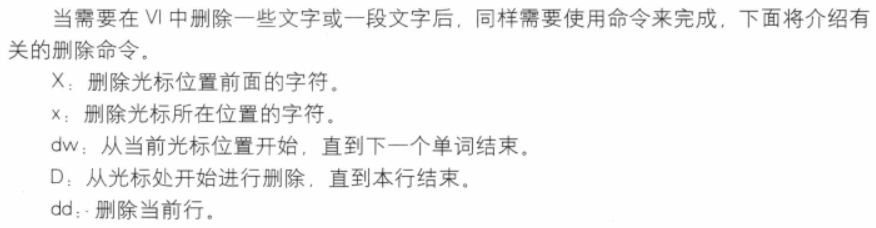 当需要在 VI 中删除一些文字或一段文字后，同样需要使用命令来完成，下面将介绍有
关的删除命令。
X：删除光标位置前面的字符。
x：删除光标所在位置的字符。
dw：从当前光标位置开始，直到下一个单词结束。
D：从光标处开始进行删除，直到本行结束。
dd：删除当前行。